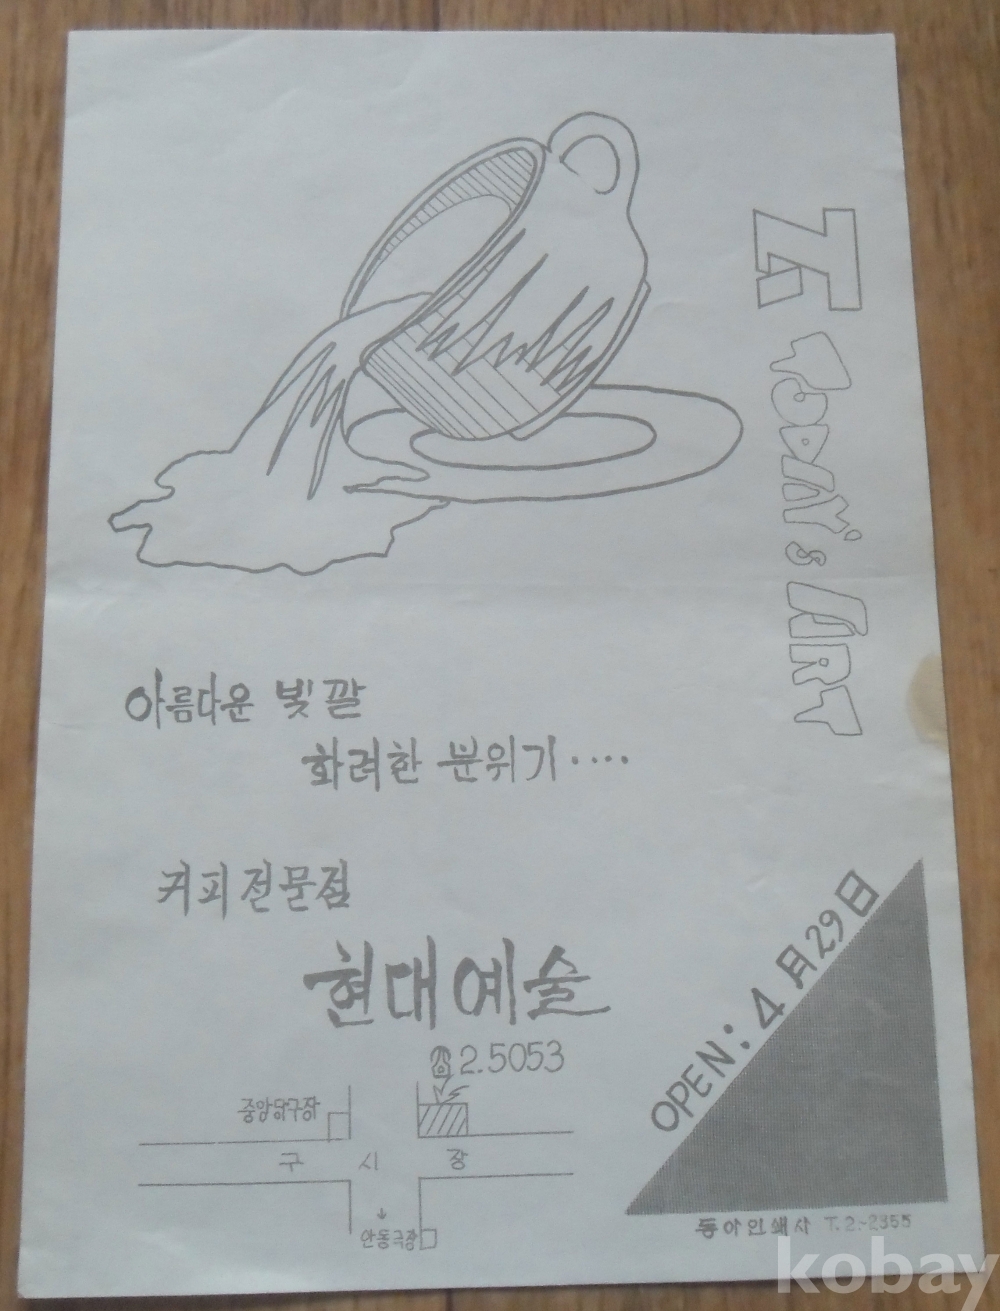 TODAY'S ART
아름다운 빛깔
화려한 분위기····
커피전문점
현대예술
☎2.5053
OPEN: 4月29日
중앙당구장
구 시 장
안동극장
동아인쇄사 T.2-2355
kobay